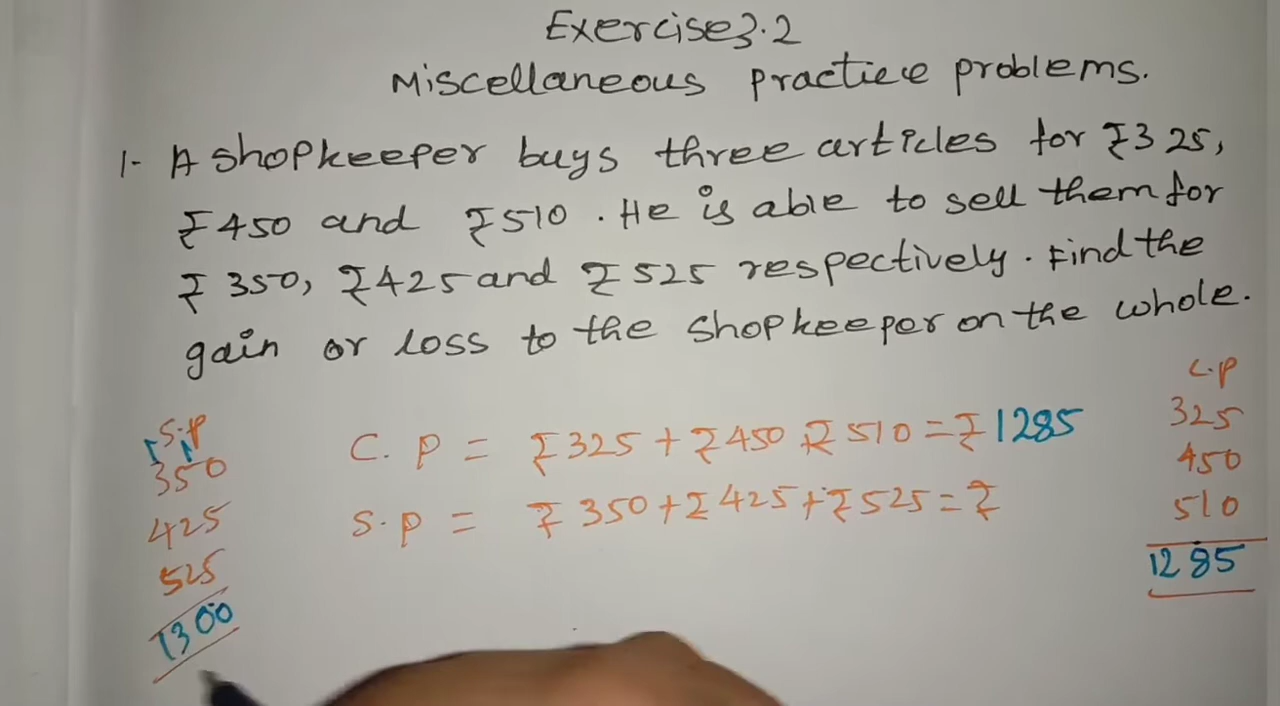 Exercise 3.2
Miscellaneous practice problems.
1- A shopkeeper buys three articles for ₹325,
₹450 and ₹510. He is able to sell them for
₹350, ₹425 and ₹525 respectively. Find the
gain or loss to the shopkeeper on the whole.
C.P = ₹325+₹450 ₹510=₹1285
S.P = ₹350+₹425+₹525=₹
S.P
1 1
350
425
525
1300
C.P
325
450
510
1285